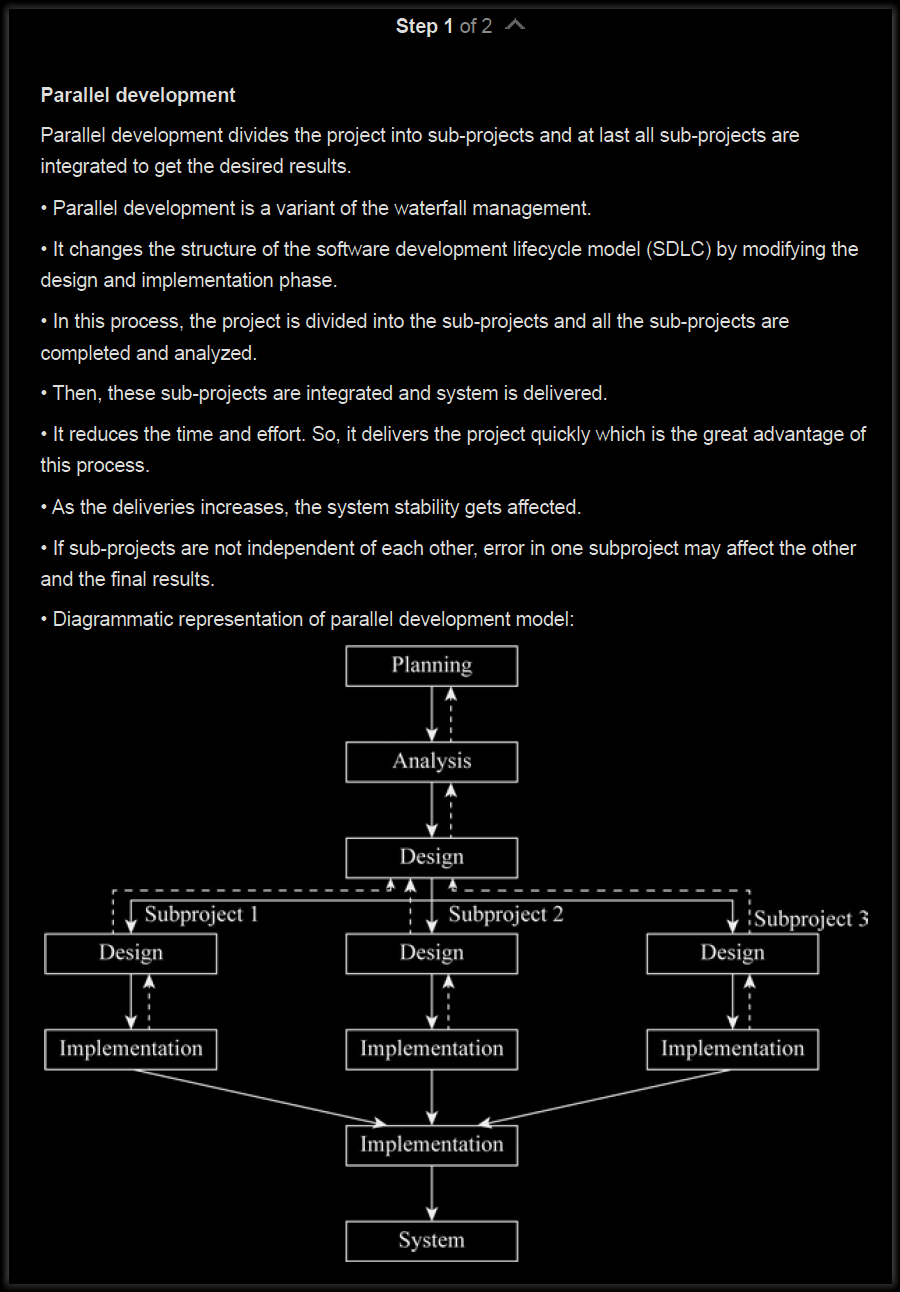 Step 1 of 2
Parallel development
Parallel development divides the project into sub-projects and at last all sub-projects are
integrated to get the desired results.
• Parallel development is a variant of the waterfall management.
• It changes the structure of the software development lifecycle model (SDLC) by modifying the
design and implementation phase.
• In this process, the project is divided into the sub-projects and all the sub-projects are
completed and analyzed.
• Then, these sub-projects are integrated and system is delivered.
• It reduces the time and effort. So, it delivers the project quickly which is the great advantage of
this process.
• As the deliveries increases, the system stability gets affected.
• If sub-projects are not independent of each other, error in one subproject may affect the other
and the final results.
• Diagrammatic representation of parallel development model:
Planning
Analysis
Design
Subproject 1 Subproject 2 Subproject 3
Design Design Design
Implementation Implementation Implementation
Implementation
System